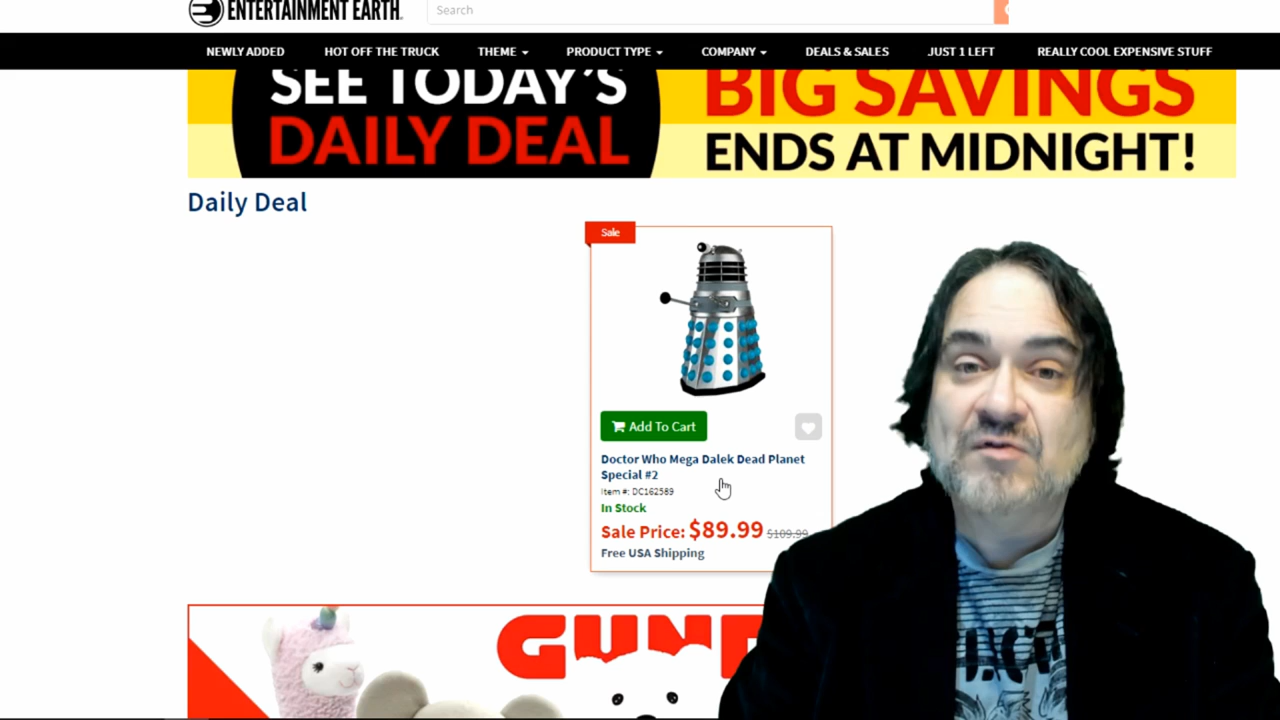 ENTERTAINMENT EARTH
Search
NEWLY ADDED HOT OFF THE TRUCK THEME PRODUCT TYPE COMPANY DEALS & SALES JUST 1 LEFT REALLY COOL EXPENSIVE STUFF
SEE TODAY'S
DAILY DEAL
BIG SAVINGS
ENDS AT MIDNIGHT!
Daily Deal
Sale
Add To Cart
Doctor Who Mega Dalek Dead Planet
Special #2
Item #: DC162589
In Stock
Sale Price: $89.99 $109.99
Free USA Shipping